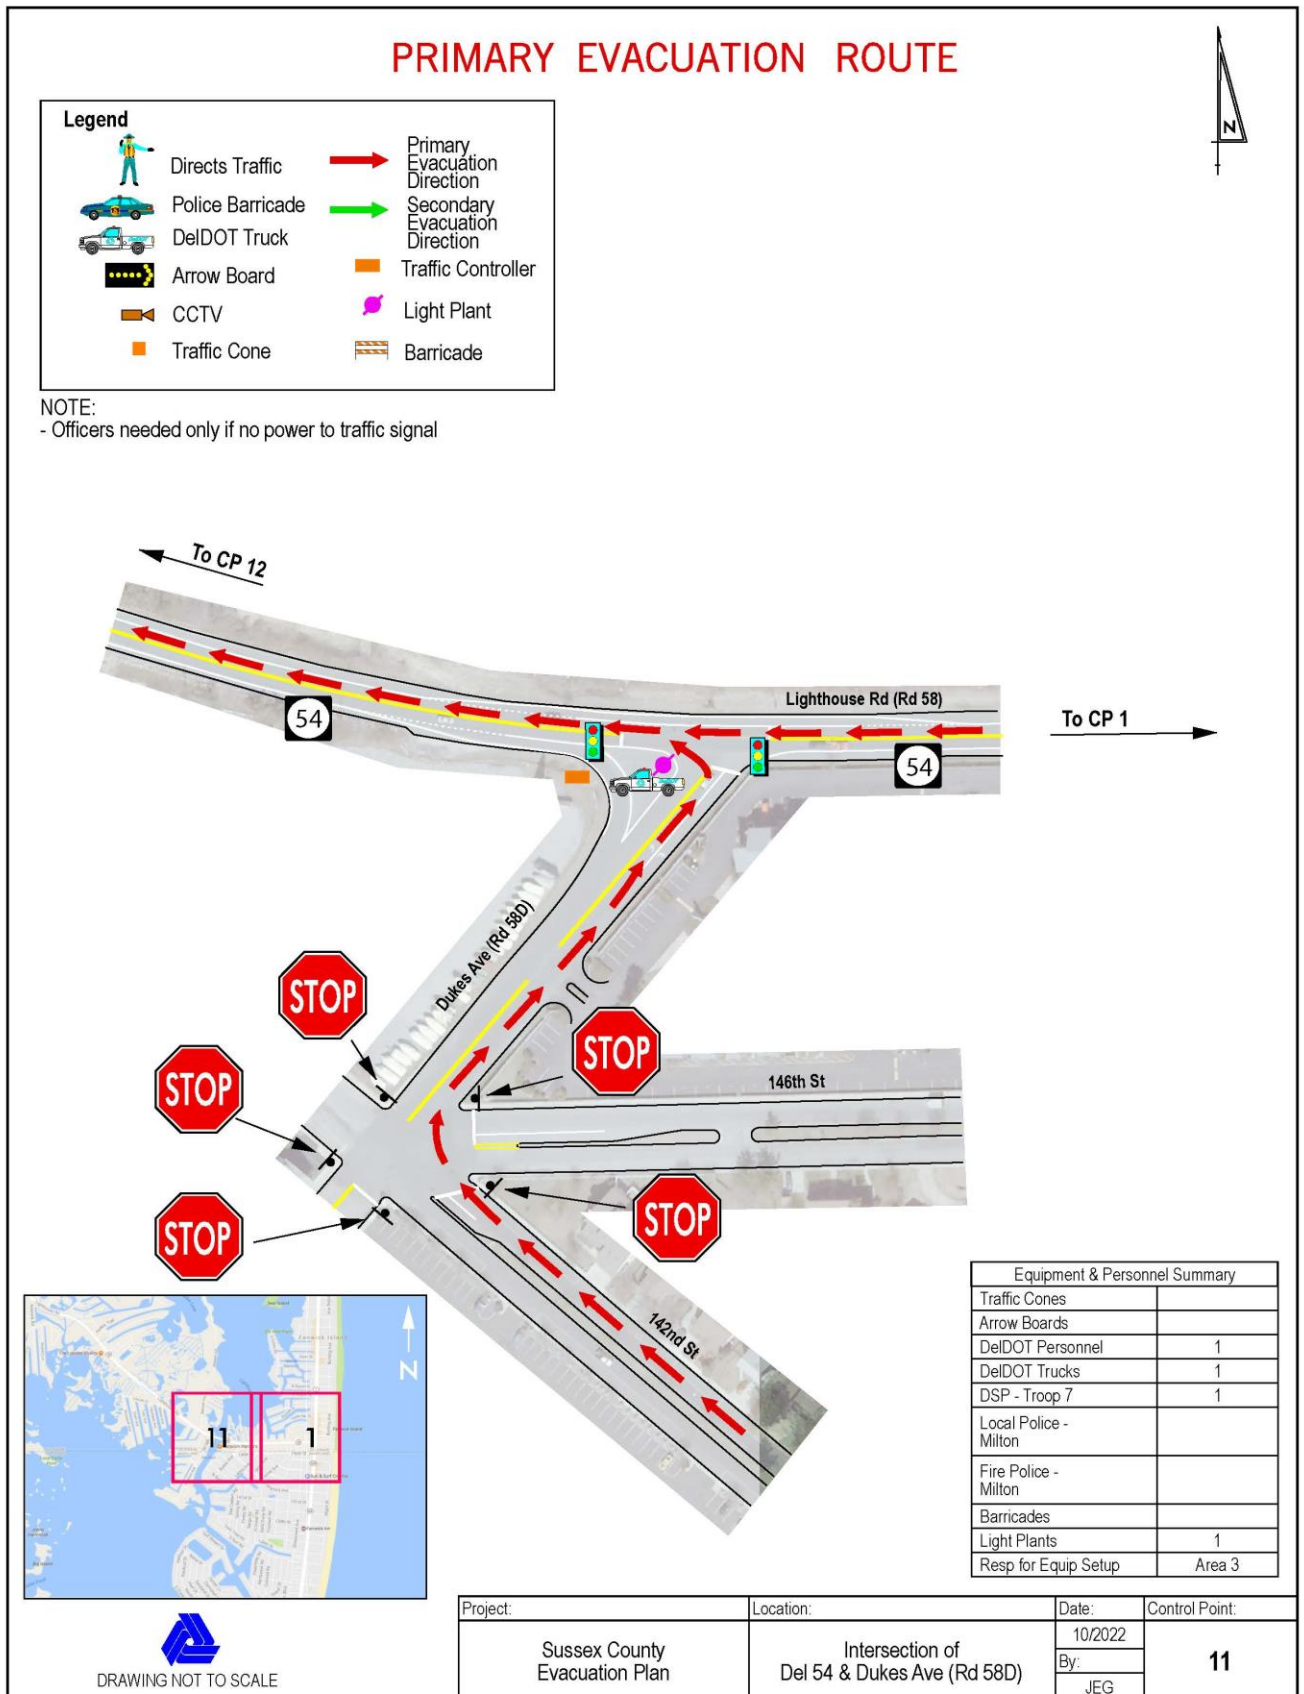 PRIMARY EVACUATION ROUTE
N
Legend
Directs Traffic
Police Barricade
DelDOT Truck
Arrow Board
CCTV
Traffic Cone
Primary
Evacuation
Direction
Secondary
Evacuation
Direction
Traffic Controller
Light Plant
Barricade
NOTE:
- Officers needed only if no power to traffic signal
To CP 12
Lighthouse Rd (Rd 58)
To CP 1
54
54
Dukes Ave (Rd 58D)
STOP
STOP
STOP
146th St
STOP
STOP
142nd St
N
11
1
Equipment & Personnel Summary
Traffic Cones
Arrow Boards
DelDOT Personnel 1
DelDOT Trucks 1
DSP - Troop 7 1
Local Police -
Milton
Fire Police -
Milton
Barricades
Light Plants 1
Resp for Equip Setup Area 3
DRAWING NOT TO SCALE
Project:
Sussex County
Evacuation Plan
Location:
Intersection of
Del 54 & Dukes Ave (Rd 58D)
Date:
10/2022
By:
JEG
Control Point:
11